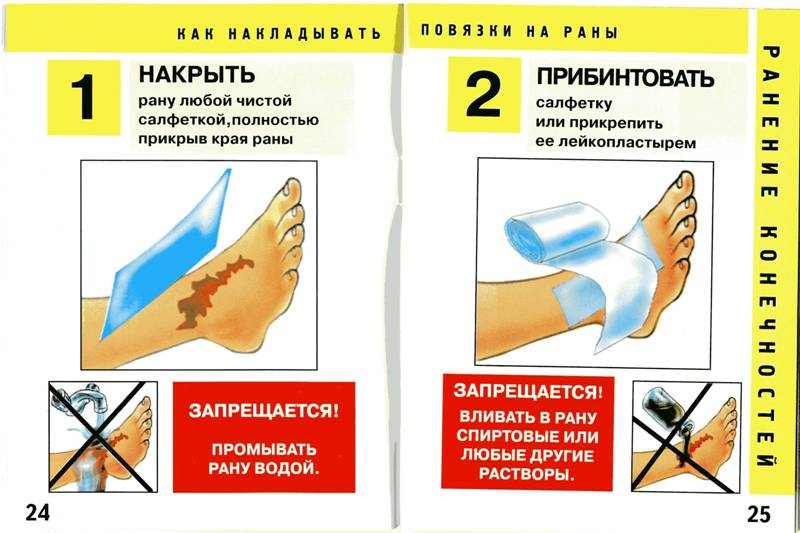 КАК НАКЛАДЫВАТЬ ПОВЯЗКИ НА РАНЫ
1
НАКРЫТЬ
рану любой чистой
салфеткой,полностью
прикрыв края раны
ЗАПРЕЩАЕТСЯ!
ПРОМЫВАТЬ
РАНУ ВОДОЙ.
24
2
ПРИБИНТОВАТЬ
салфетку
или прикрепить
ее лейкопластырем
ЗАПРЕЩАЕТСЯ!
ВЛИВАТЬ В РАНУ
СПИРТОВЫЕ ИЛИ
ЛЮБЫЕ ДРУГИЕ
РАСТВОРЫ.
25
РАНЕНИЕ КОНЕЧНОСТЕЙ